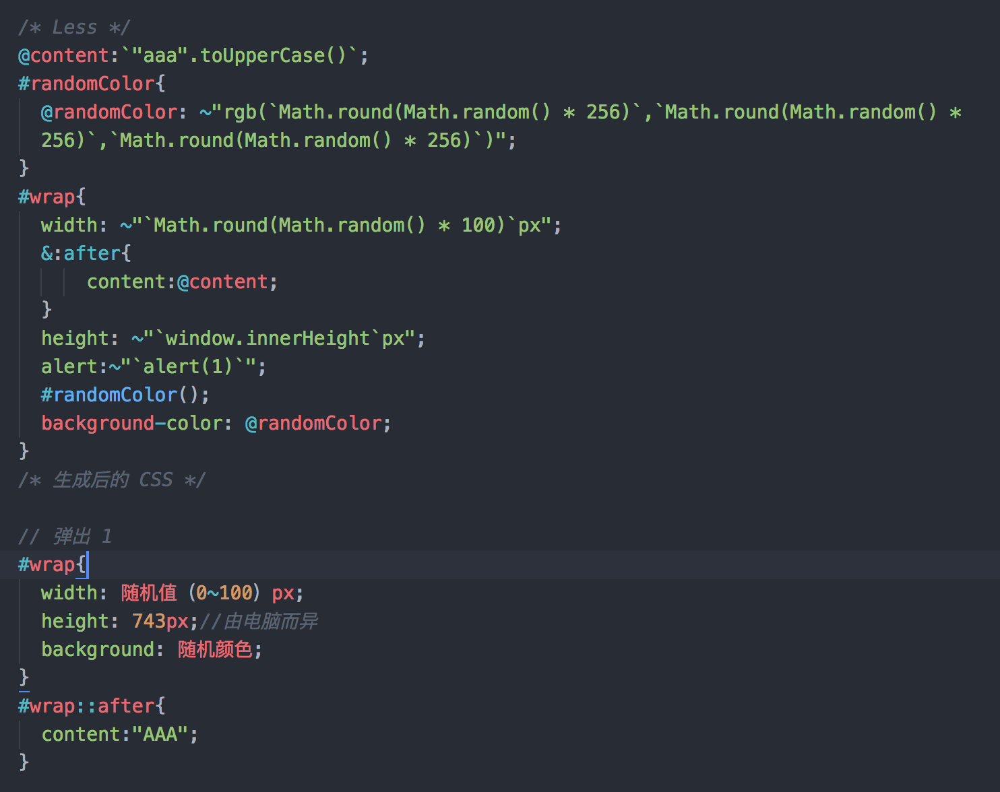 /* Less */
@content:`"aaa".toUpperCase()`;
#randomColor{
@randomColor: ~"rgb(`Math.round(Math.random() * 256)`,`Math.round(Math.random() *
256)`,`Math.round(Math.random() * 256)`)";
}
#wrap{
width: ~"`Math.round(Math.random() * 100)`px";
&:after{
content:@content;
}
height: ~"`window.innerHeight`px";
alert:~"`alert(1)`";
#randomColor();
background-color: @randomColor;
}
/* 生成后的 CSS */
// 弹出 1
#wrap{
width: 随机值（0~100）px;
height: 743px;//由电脑而异
background: 随机颜色;
}
#wrap::after{
content:"AAA";
}